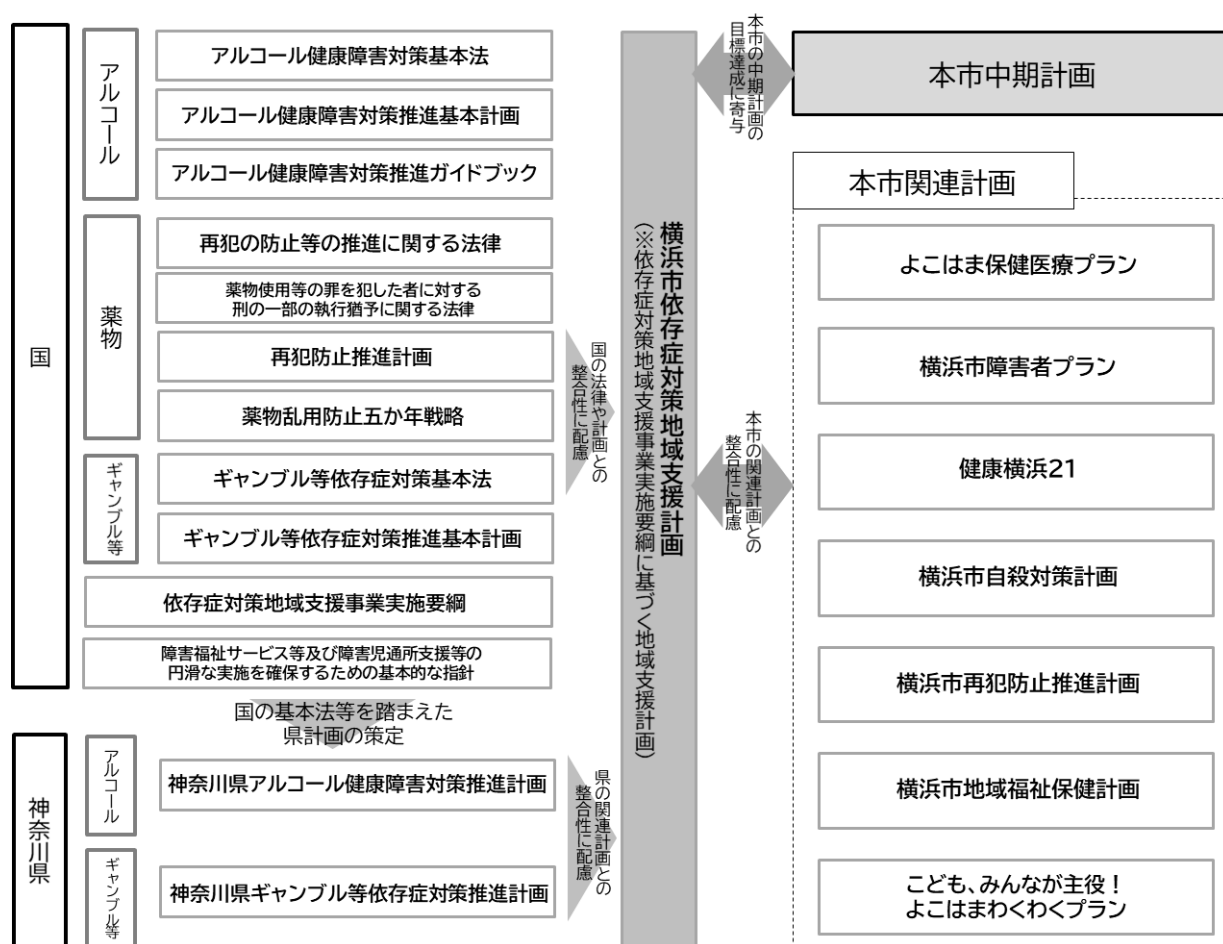 国
アルコール
アルコール健康障害対策基本法
アルコール健康障害対策推進基本計画
アルコール健康障害対策推進ガイドブック
薬物
再犯の防止等の推進に関する法律
薬物使用等の罪を犯した者に対する
刑の一部の執行猶予に関する法律
再犯防止推進計画
薬物乱用防止五か年戦略
ギャンブル等
ギャンブル等依存症対策基本法
ギャンブル等依存症対策推進基本計画
依存症対策地域支援事業実施要綱
障害福祉サービス等及び障害児通所支援等の
円滑な実施を確保するための基本的な指針
国の基本法等を踏まえた
県計画の策定
神奈川県
アルコール
神奈川県アルコール健康障害対策推進計画
ギャンブル等
神奈川県ギャンブル等依存症対策推進計画
国の法律や計画との
整合性に配慮
県の関連計画との
整合性に配慮
横浜市依存症対策地域支援計画
（※依存症対策地域支援事業実施要綱に基づく地域支援計画）
本市の中期計画の
目標達成に寄与
本市の関連計画との
整合性に配慮
本市中期計画
本市関連計画
よこはま保健医療プラン
横浜市障害者プラン
健康横浜21
横浜市自殺対策計画
横浜市再犯防止推進計画
横浜市地域福祉保健計画
こども、みんなが主役！
よこはまわくわくプラン